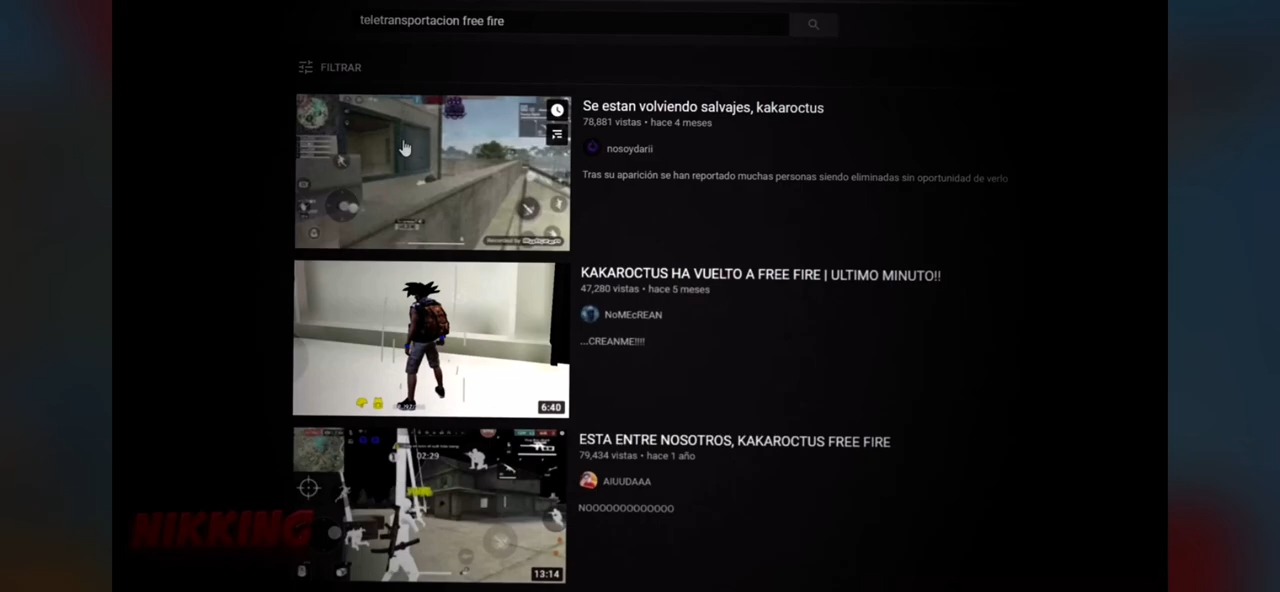 teletransportacion free fire
FILTRAR
Se estan volviendo salvajes, kakaroctus
78,881 vistas • hace 4 meses
nosoydarii
Tras su aparición se han reportado muchas personas siendo eliminadas sin oportunidad de verlo
KAKAROCTUS HA VUELTO A FREE FIRE | ULTIMO MINUTO!!
47,280 vistas • hace 5 meses
NoMEcREAN
...CREANME!!!!
6:40
ESTA ENTRE NOSOTROS, KAKAROCTUS FREE FIRE
79,434 vistas • hace 1 año
AIUUDAAA
NOOOOOOOOOOOOO
02:29
13:14
NIKKING